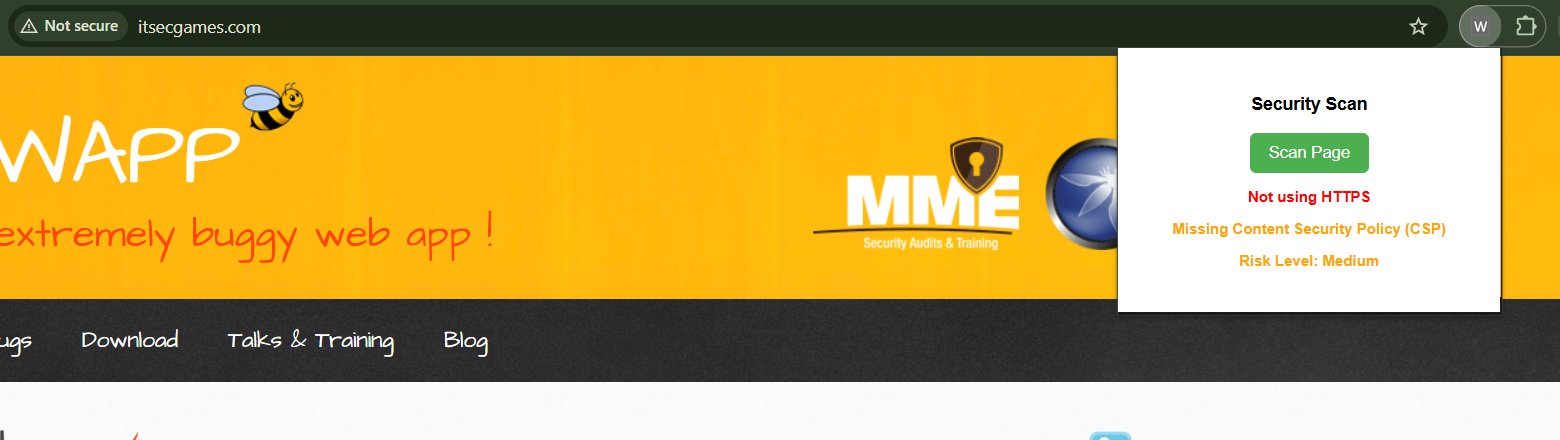 Not secure
itsecgames.com
W
Security Scan
Scan Page
Not using HTTPS
Missing Content Security Policy (CSP)
Risk Level: Medium
WAPP
extremely buggy web app !
MME
Security Audits & Training
ugs
Download
Talks & Training
Blog